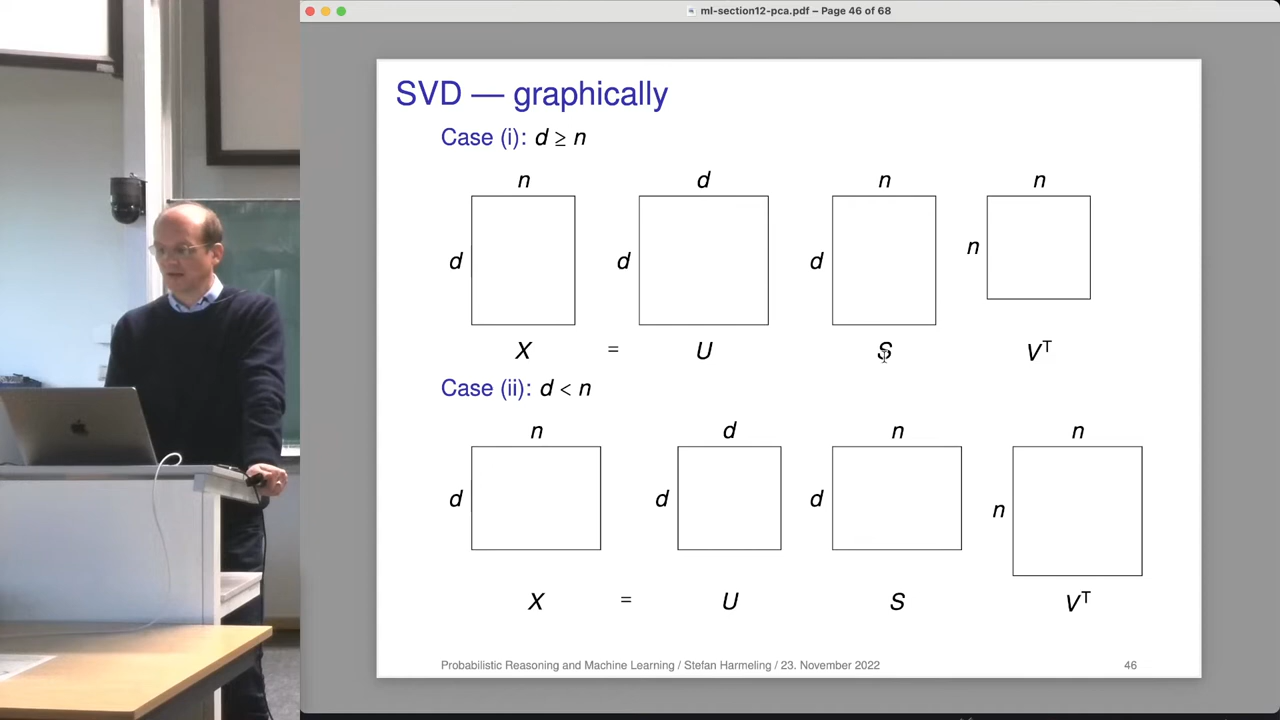 ml-section12-pca.pdf – Page 46 of 68
SVD — graphically
Case (i): d ≥ n
n d n n
d d d n
X = U S Vᵀ
Case (ii): d < n
n d n n
d d d n
X = U S Vᵀ
Probabilistic Reasoning and Machine Learning / Stefan Harmeling / 23. November 2022 46